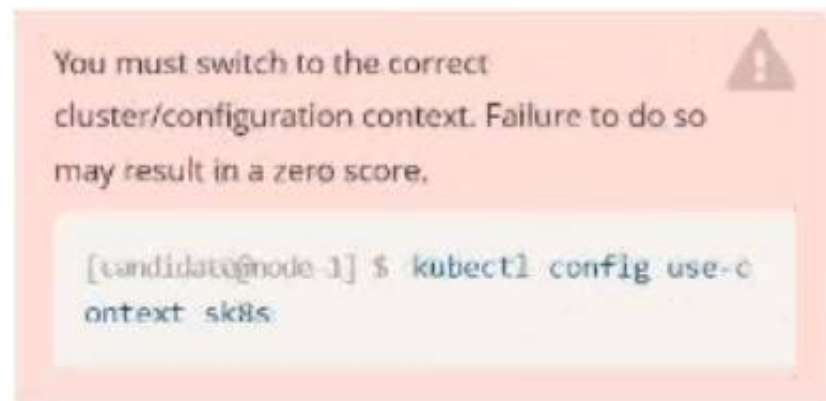 You must switch to the correct
cluster/configuration context. Failure to do so
may result in a zero score.
[candidate@node-1] $ kubectl config use-c
ontext sk8s